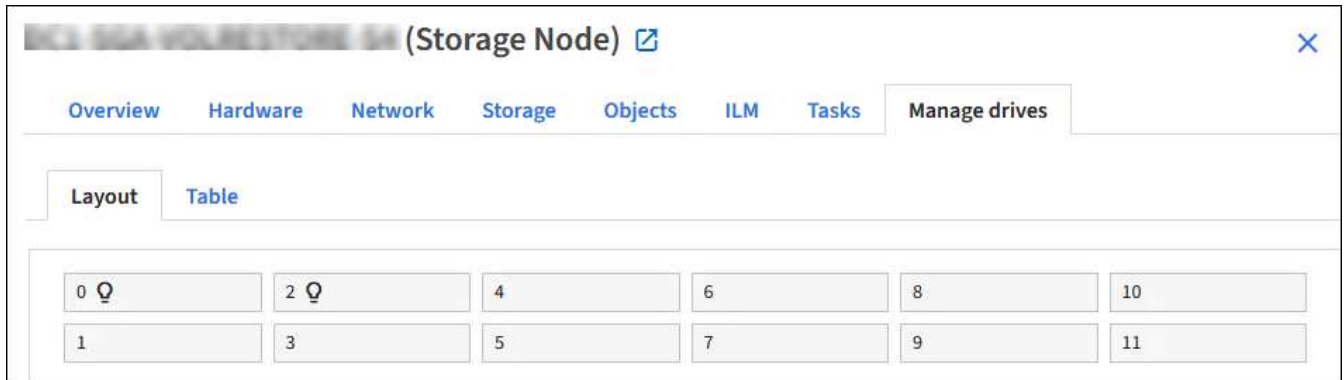 (Storage Node)
Overview Hardware Network Storage Objects ILM Tasks Manage drives
Layout Table
0 2 4 6 8 10
1 3 5 7 9 11